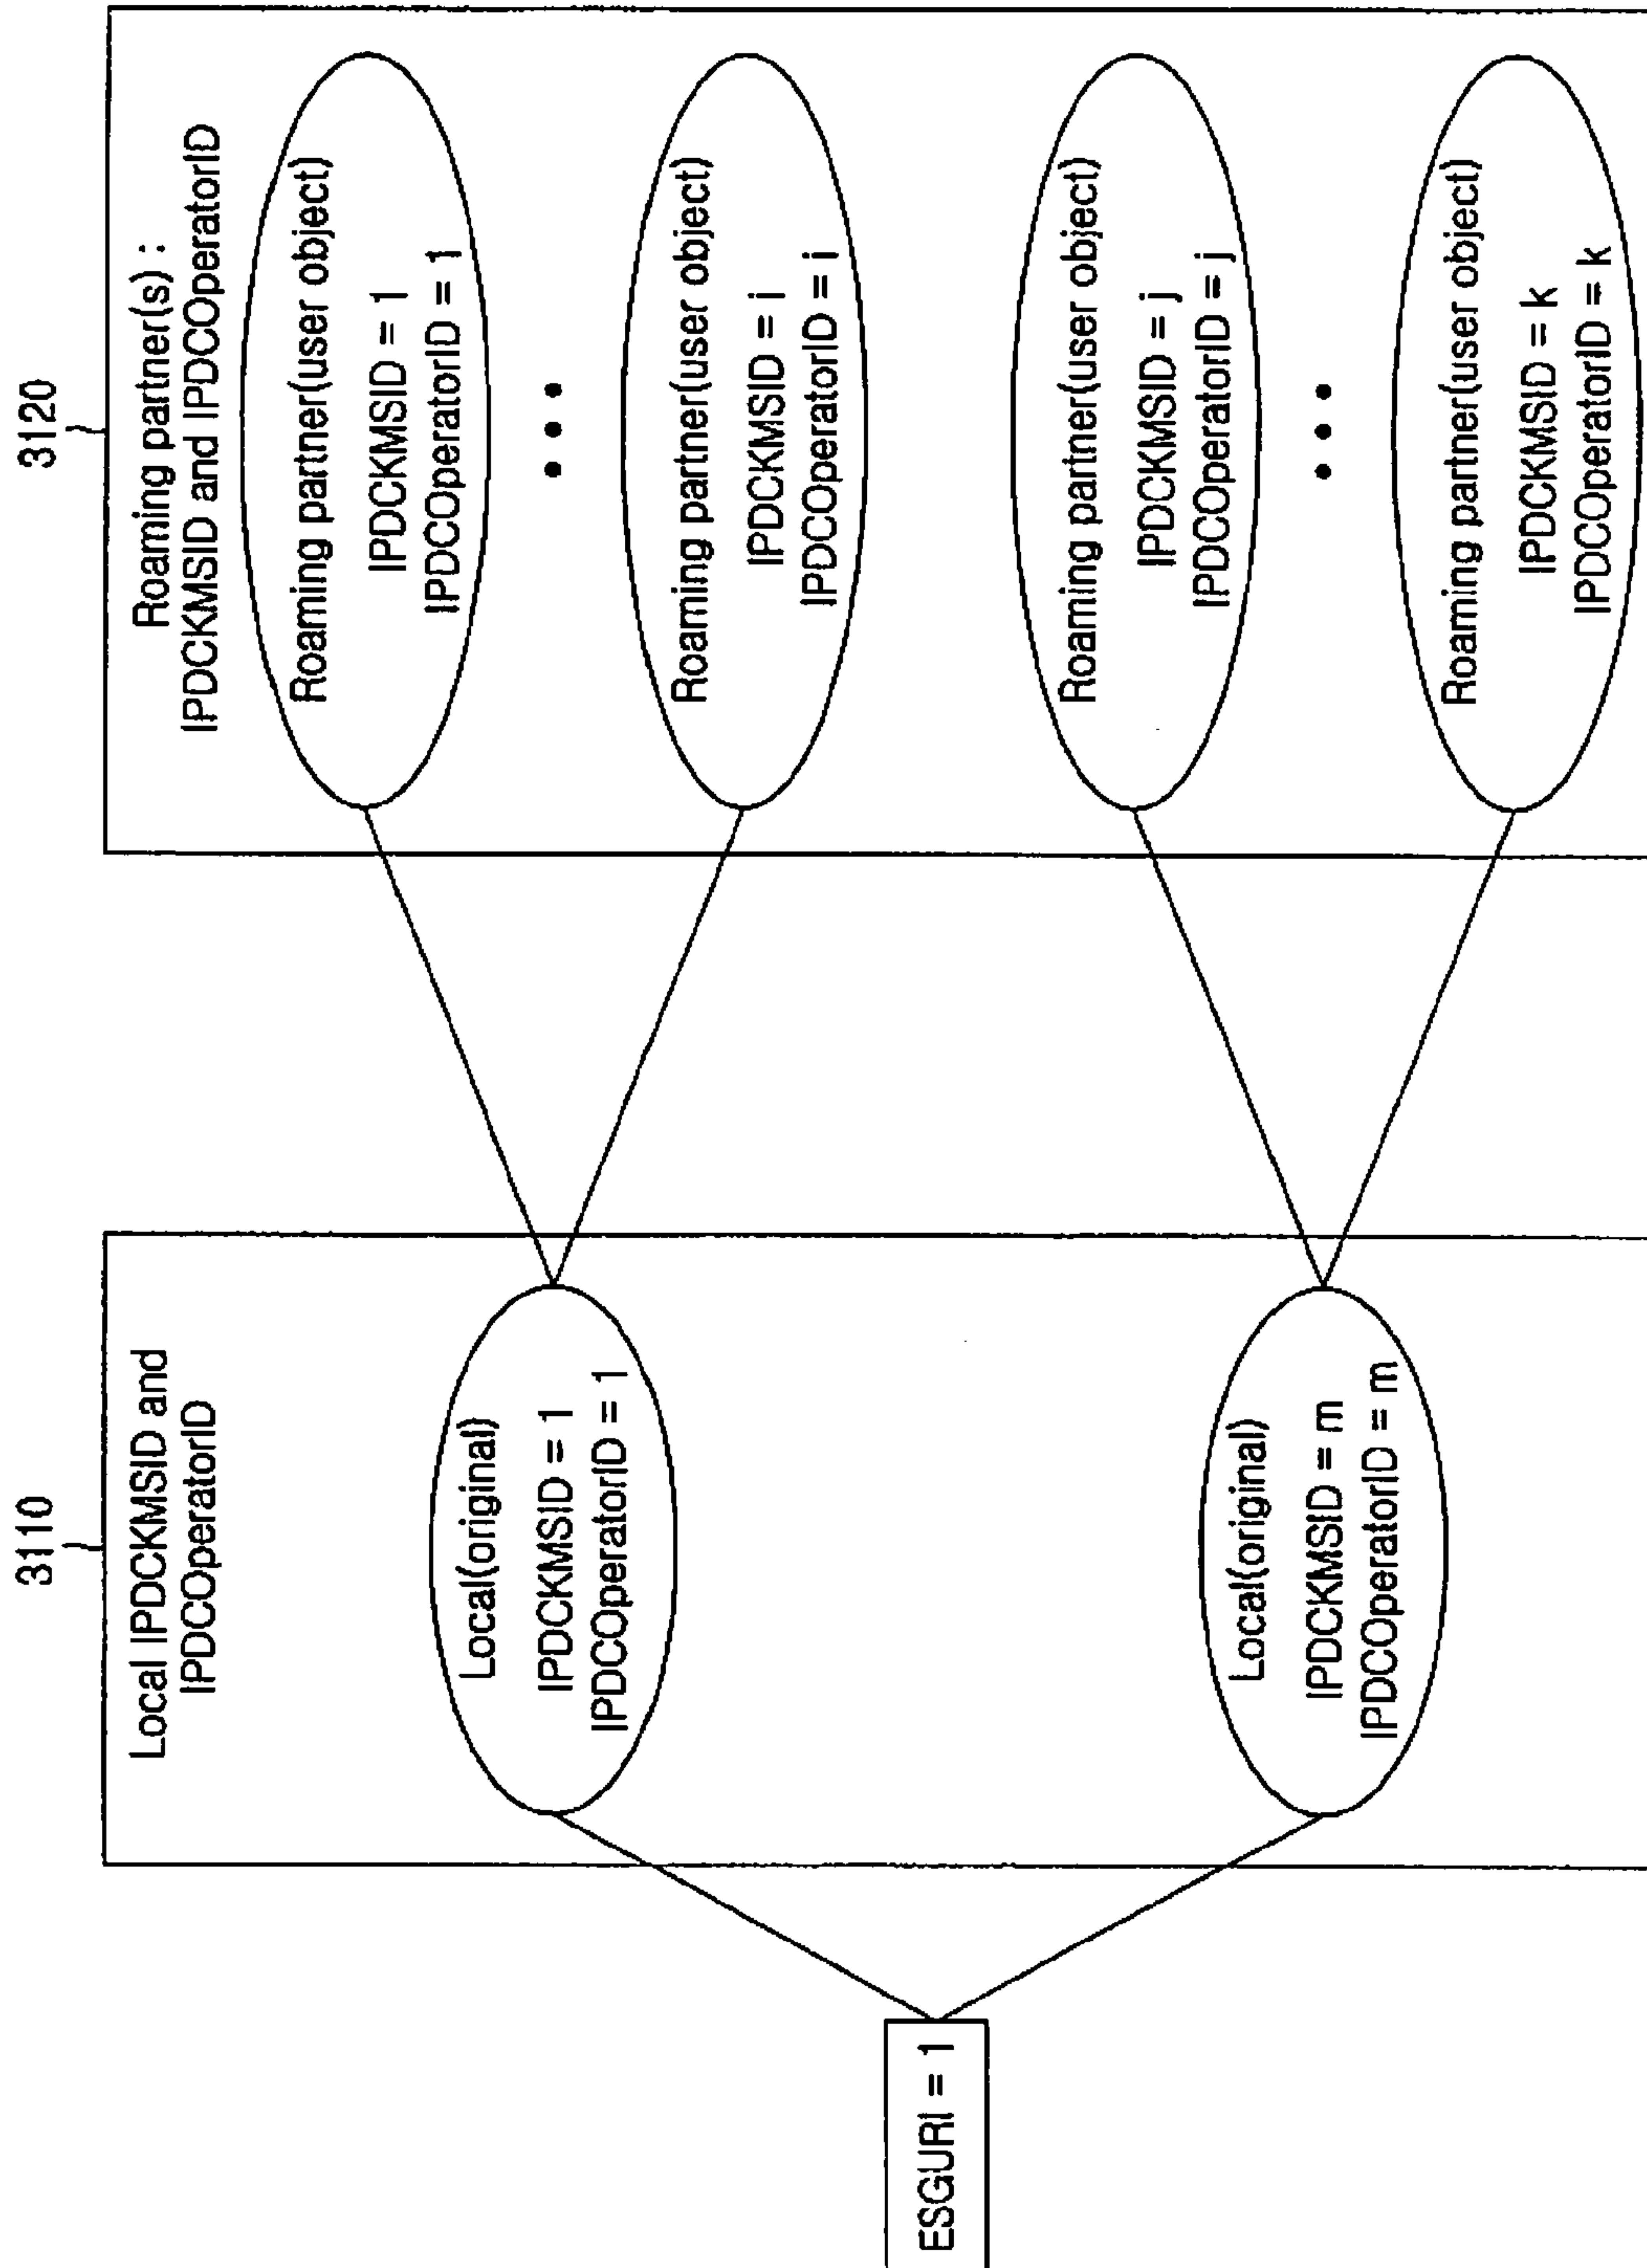 3110
3120
Local IPDCKMSID and
IPDCOperatorID
Roaming partner(s) :
IPDCKMSID and IPDCOperatorID
ESGURI = 1
Local(original)
IPDCKMSID = 1
IPDCOperatorID = 1
Local(original)
IPDCKMSID = m
IPDCOperatorID = m
Roaming partner(user object)
IPDCKMSID = 1
IPDCOperatorID = 1
• • •
Roaming partner(user object)
IPDCKMSID = i
IPDCOperatorID = i
Roaming partner(user object)
IPDCKMSID = j
IPDCOperatorID = j
• • •
Roaming partner(user object)
IPDCKMSID = k
IPDCOperatorID = k